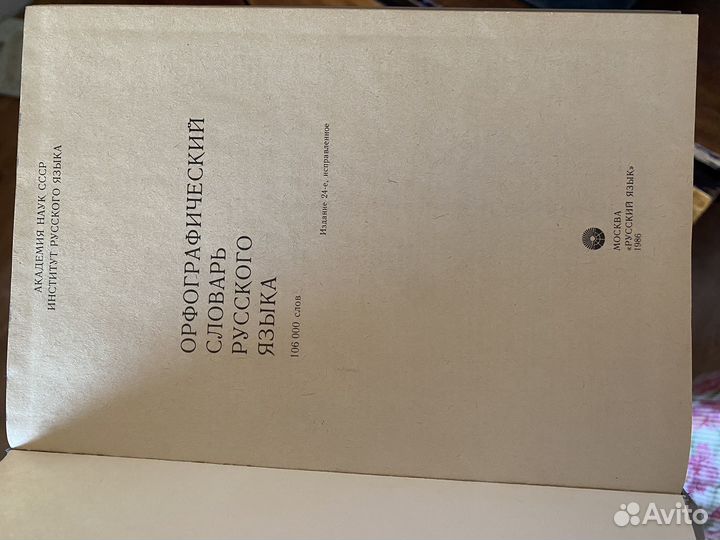 АКАДЕМИЯ НАУК СССР
ИНСТИТУТ РУССКОГО ЯЗЫКА
ОРФОГРАФИЧЕСКИЙ
СЛОВАРЬ
РУССКОГО
ЯЗЫКА
106 000 слов
Издание 24-е, исправленное
МОСКВА
«РУССКИЙ ЯЗЫК»
1986
Avito